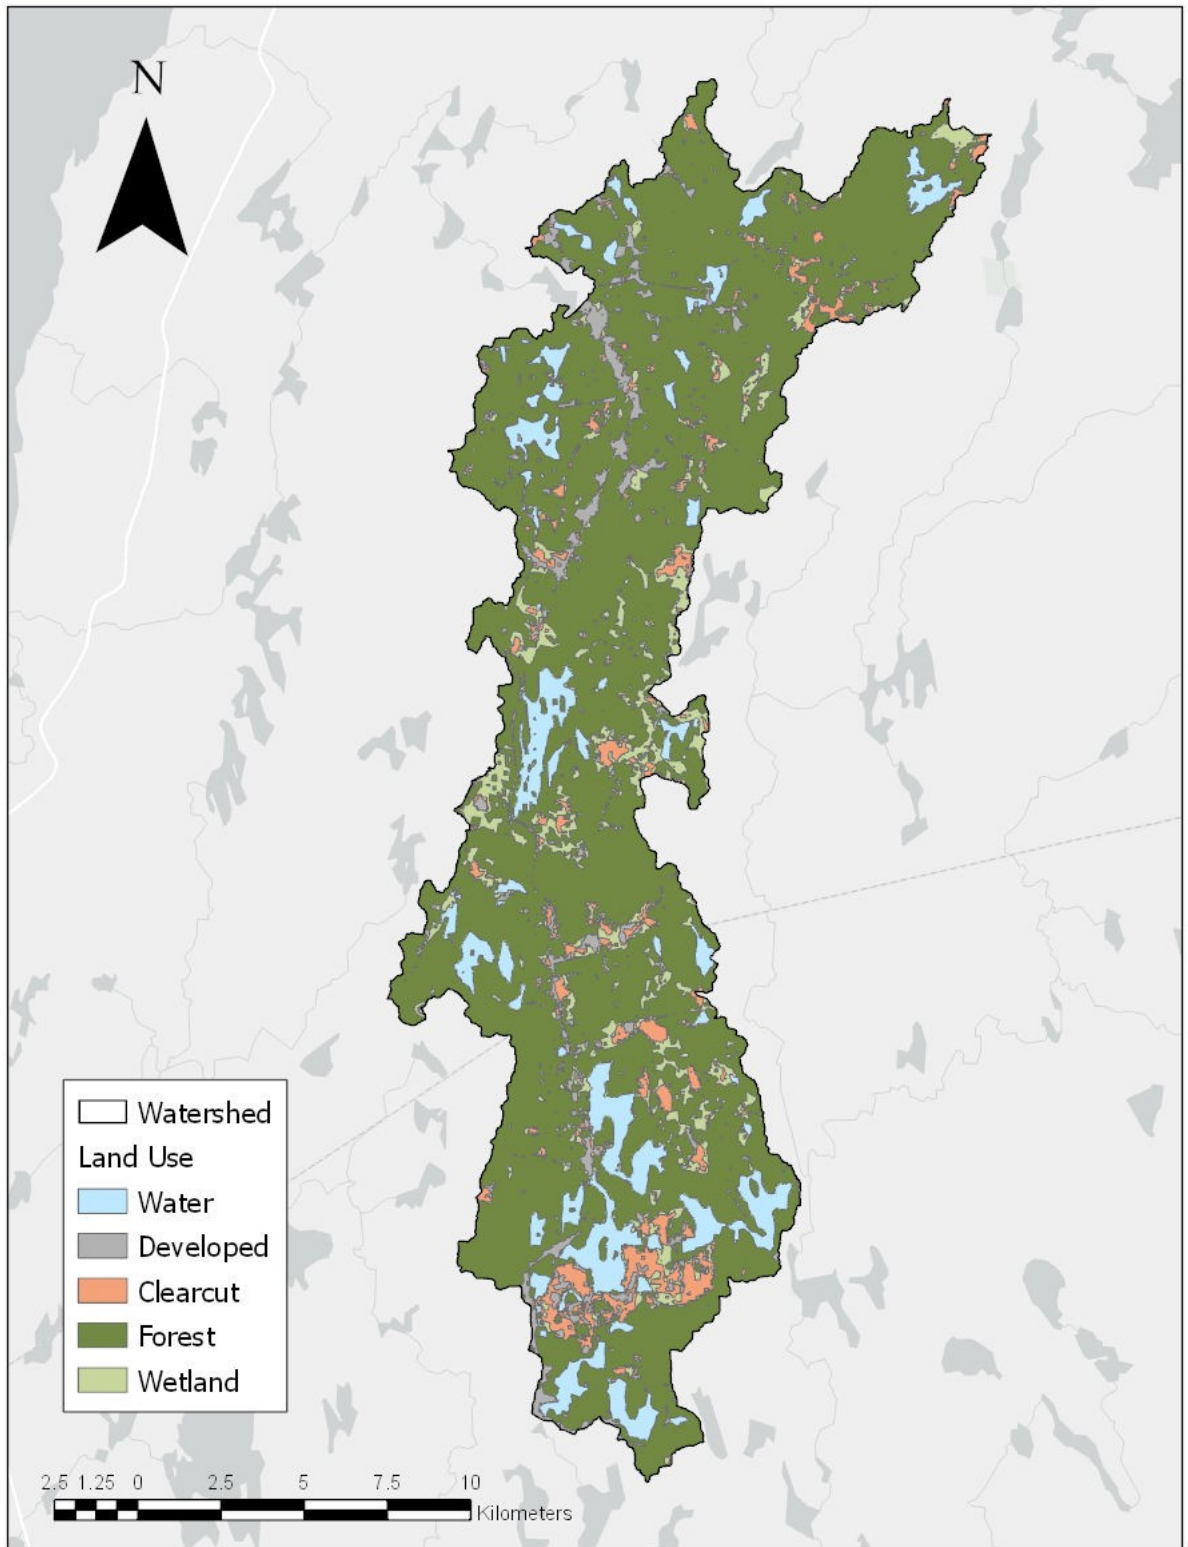 N
Watershed
Land Use
Water
Developed
Clearcut
Forest
Wetland
2.5 1.25 0 2.5 5 7.5 10
Kilometers